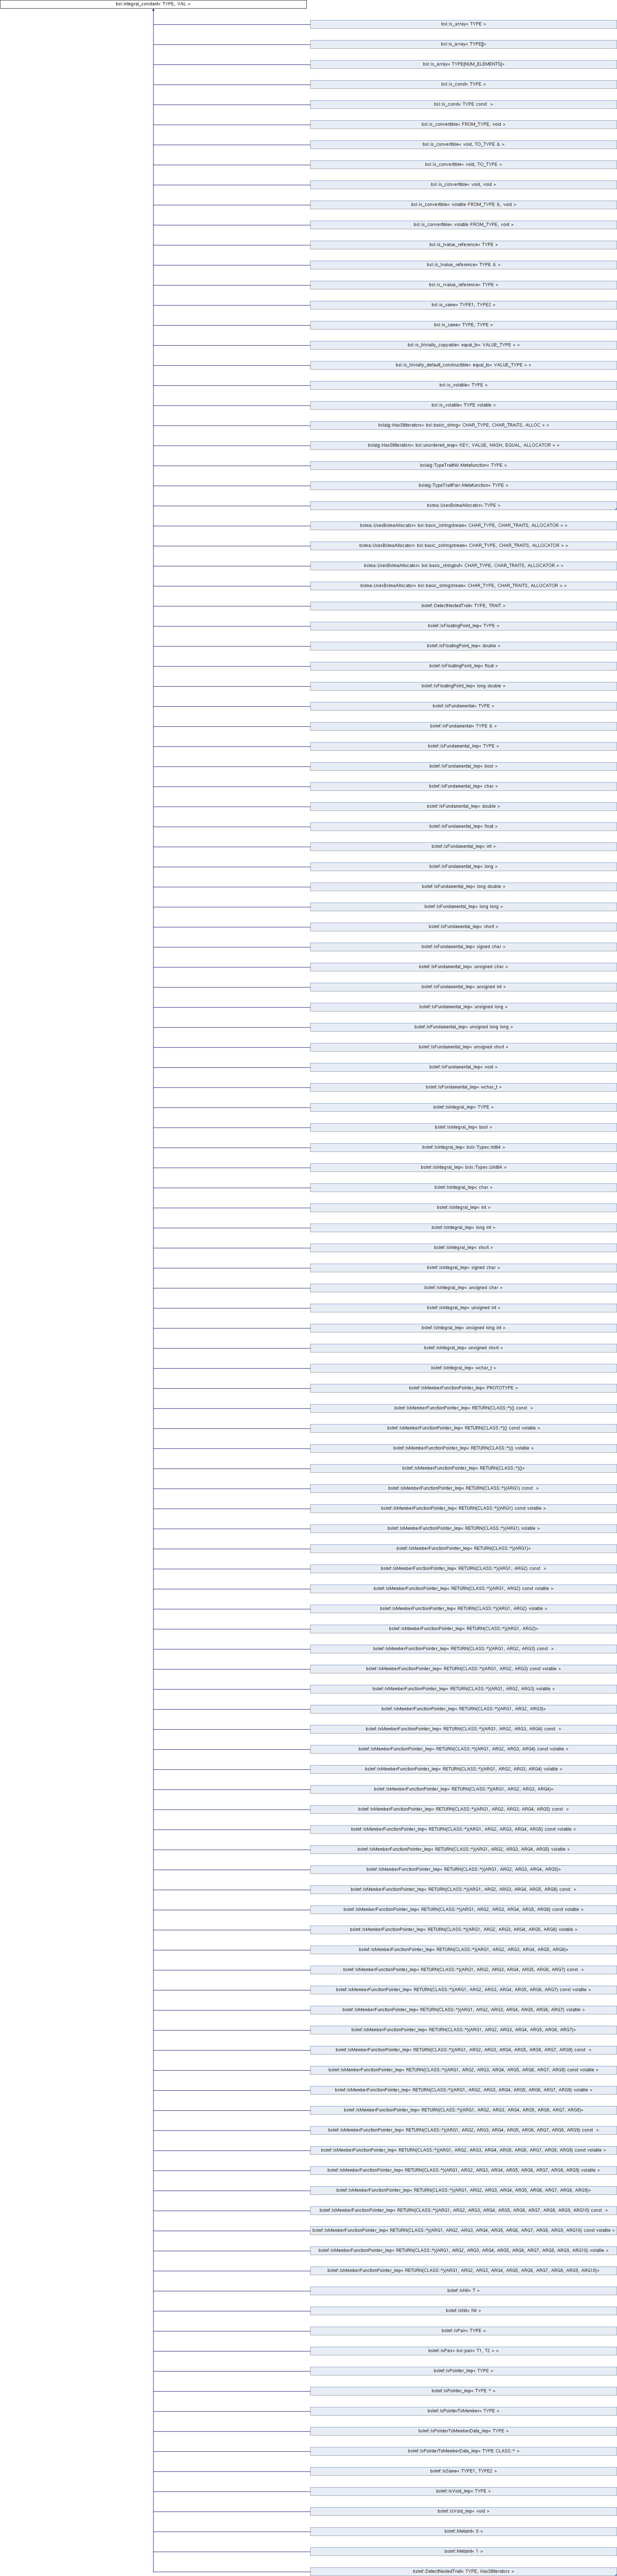 bsl::integral_constant< TYPE, VAL >
bsl::is_array< TYPE >
bsl::is_array< TYPE[]>
bsl::is_array< TYPE[NUM_ELEMENTS]>
bsl::is_const< TYPE >
bsl::is_const< TYPE const  >
bsl::is_convertible< FROM_TYPE, void >
bsl::is_convertible< void, TO_TYPE & >
bsl::is_convertible< void, TO_TYPE >
bsl::is_convertible< void, void >
bsl::is_convertible< volatile FROM_TYPE &, void >
bsl::is_convertible< volatile FROM_TYPE, void >
bsl::is_lvalue_reference< TYPE >
bsl::is_lvalue_reference< TYPE & >
bsl::is_rvalue_reference< TYPE >
bsl::is_same< TYPE1, TYPE2 >
bsl::is_same< TYPE, TYPE >
bsl::is_trivially_copyable< equal_to< VALUE_TYPE > >
bsl::is_trivially_default_constructible< equal_to< VALUE_TYPE > >
bsl::is_volatile< TYPE >
bsl::is_volatile< TYPE volatile >
bslalg::HasStlIterators< bsl::basic_string< CHAR_TYPE, CHAR_TRAITS, ALLOC > >
bslalg::HasStlIterators< bsl::unordered_map< KEY, VALUE, HASH, EQUAL, ALLOCATOR > >
bslalg::TypeTraitNil::Metafunction< TYPE >
bslalg::TypeTraitPair::Metafunction< TYPE >
bslma::UsesBslmaAllocator< TYPE >
bslma::UsesBslmaAllocator< bsl::basic_istringstream< CHAR_TYPE, CHAR_TRAITS, ALLOCATOR > >
bslma::UsesBslmaAllocator< bsl::basic_ostringstream< CHAR_TYPE, CHAR_TRAITS, ALLOCATOR > >
bslma::UsesBslmaAllocator< bsl::basic_stringbuf< CHAR_TYPE, CHAR_TRAITS, ALLOCATOR > >
bslma::UsesBslmaAllocator< bsl::basic_stringstream< CHAR_TYPE, CHAR_TRAITS, ALLOCATOR > >
bslmf::DetectNestedTrait< TYPE, TRAIT >
bslmf::IsFloatingPoint_Imp< TYPE >
bslmf::IsFloatingPoint_Imp< double >
bslmf::IsFloatingPoint_Imp< float >
bslmf::IsFloatingPoint_Imp< long double >
bslmf::IsFundamental< TYPE >
bslmf::IsFundamental< TYPE & >
bslmf::IsFundamental_Imp< TYPE >
bslmf::IsFundamental_Imp< bool >
bslmf::IsFundamental_Imp< char >
bslmf::IsFundamental_Imp< double >
bslmf::IsFundamental_Imp< float >
bslmf::IsFundamental_Imp< int >
bslmf::IsFundamental_Imp< long >
bslmf::IsFundamental_Imp< long double >
bslmf::IsFundamental_Imp< long long >
bslmf::IsFundamental_Imp< short >
bslmf::IsFundamental_Imp< signed char >
bslmf::IsFundamental_Imp< unsigned char >
bslmf::IsFundamental_Imp< unsigned int >
bslmf::IsFundamental_Imp< unsigned long >
bslmf::IsFundamental_Imp< unsigned long long >
bslmf::IsFundamental_Imp< unsigned short >
bslmf::IsFundamental_Imp< void >
bslmf::IsFundamental_Imp< wchar_t >
bslmf::IsIntegral_Imp< TYPE >
bslmf::IsIntegral_Imp< bool >
bslmf::IsIntegral_Imp< bsls::Types::Int64 >
bslmf::IsIntegral_Imp< bsls::Types::Uint64 >
bslmf::IsIntegral_Imp< char >
bslmf::IsIntegral_Imp< int >
bslmf::IsIntegral_Imp< long int >
bslmf::IsIntegral_Imp< short >
bslmf::IsIntegral_Imp< signed char >
bslmf::IsIntegral_Imp< unsigned char >
bslmf::IsIntegral_Imp< unsigned int >
bslmf::IsIntegral_Imp< unsigned long int >
bslmf::IsIntegral_Imp< unsigned short >
bslmf::IsIntegral_Imp< wchar_t >
bslmf::IsMemberFunctionPointer_Imp< PROTOTYPE >
bslmf::IsMemberFunctionPointer_Imp< RETURN(CLASS::*)() const  >
bslmf::IsMemberFunctionPointer_Imp< RETURN(CLASS::*)() const volatile >
bslmf::IsMemberFunctionPointer_Imp< RETURN(CLASS::*)() volatile >
bslmf::IsMemberFunctionPointer_Imp< RETURN(CLASS::*)()>
bslmf::IsMemberFunctionPointer_Imp< RETURN(CLASS::*)(ARG1) const  >
bslmf::IsMemberFunctionPointer_Imp< RETURN(CLASS::*)(ARG1) const volatile >
bslmf::IsMemberFunctionPointer_Imp< RETURN(CLASS::*)(ARG1) volatile >
bslmf::IsMemberFunctionPointer_Imp< RETURN(CLASS::*)(ARG1)>
bslmf::IsMemberFunctionPointer_Imp< RETURN(CLASS::*)(ARG1, ARG2) const  >
bslmf::IsMemberFunctionPointer_Imp< RETURN(CLASS::*)(ARG1, ARG2) const volatile >
bslmf::IsMemberFunctionPointer_Imp< RETURN(CLASS::*)(ARG1, ARG2) volatile >
bslmf::IsMemberFunctionPointer_Imp< RETURN(CLASS::*)(ARG1, ARG2)>
bslmf::IsMemberFunctionPointer_Imp< RETURN(CLASS::*)(ARG1, ARG2, ARG3) const  >
bslmf::IsMemberFunctionPointer_Imp< RETURN(CLASS::*)(ARG1, ARG2, ARG3) const volatile >
bslmf::IsMemberFunctionPointer_Imp< RETURN(CLASS::*)(ARG1, ARG2, ARG3) volatile >
bslmf::IsMemberFunctionPointer_Imp< RETURN(CLASS::*)(ARG1, ARG2, ARG3)>
bslmf::IsMemberFunctionPointer_Imp< RETURN(CLASS::*)(ARG1, ARG2, ARG3, ARG4) const  >
bslmf::IsMemberFunctionPointer_Imp< RETURN(CLASS::*)(ARG1, ARG2, ARG3, ARG4) const volatile >
bslmf::IsMemberFunctionPointer_Imp< RETURN(CLASS::*)(ARG1, ARG2, ARG3, ARG4) volatile >
bslmf::IsMemberFunctionPointer_Imp< RETURN(CLASS::*)(ARG1, ARG2, ARG3, ARG4)>
bslmf::IsMemberFunctionPointer_Imp< RETURN(CLASS::*)(ARG1, ARG2, ARG3, ARG4, ARG5) const  >
bslmf::IsMemberFunctionPointer_Imp< RETURN(CLASS::*)(ARG1, ARG2, ARG3, ARG4, ARG5) const volatile >
bslmf::IsMemberFunctionPointer_Imp< RETURN(CLASS::*)(ARG1, ARG2, ARG3, ARG4, ARG5) volatile >
bslmf::IsMemberFunctionPointer_Imp< RETURN(CLASS::*)(ARG1, ARG2, ARG3, ARG4, ARG5)>
bslmf::IsMemberFunctionPointer_Imp< RETURN(CLASS::*)(ARG1, ARG2, ARG3, ARG4, ARG5, ARG6) const  >
bslmf::IsMemberFunctionPointer_Imp< RETURN(CLASS::*)(ARG1, ARG2, ARG3, ARG4, ARG5, ARG6) const volatile >
bslmf::IsMemberFunctionPointer_Imp< RETURN(CLASS::*)(ARG1, ARG2, ARG3, ARG4, ARG5, ARG6) volatile >
bslmf::IsMemberFunctionPointer_Imp< RETURN(CLASS::*)(ARG1, ARG2, ARG3, ARG4, ARG5, ARG6)>
bslmf::IsMemberFunctionPointer_Imp< RETURN(CLASS::*)(ARG1, ARG2, ARG3, ARG4, ARG5, ARG6, ARG7) const  >
bslmf::IsMemberFunctionPointer_Imp< RETURN(CLASS::*)(ARG1, ARG2, ARG3, ARG4, ARG5, ARG6, ARG7) const volatile >
bslmf::IsMemberFunctionPointer_Imp< RETURN(CLASS::*)(ARG1, ARG2, ARG3, ARG4, ARG5, ARG6, ARG7) volatile >
bslmf::IsMemberFunctionPointer_Imp< RETURN(CLASS::*)(ARG1, ARG2, ARG3, ARG4, ARG5, ARG6, ARG7)>
bslmf::IsMemberFunctionPointer_Imp< RETURN(CLASS::*)(ARG1, ARG2, ARG3, ARG4, ARG5, ARG6, ARG7, ARG8) const  >
bslmf::IsMemberFunctionPointer_Imp< RETURN(CLASS::*)(ARG1, ARG2, ARG3, ARG4, ARG5, ARG6, ARG7, ARG8) const volatile >
bslmf::IsMemberFunctionPointer_Imp< RETURN(CLASS::*)(ARG1, ARG2, ARG3, ARG4, ARG5, ARG6, ARG7, ARG8) volatile >
bslmf::IsMemberFunctionPointer_Imp< RETURN(CLASS::*)(ARG1, ARG2, ARG3, ARG4, ARG5, ARG6, ARG7, ARG8)>
bslmf::IsMemberFunctionPointer_Imp< RETURN(CLASS::*)(ARG1, ARG2, ARG3, ARG4, ARG5, ARG6, ARG7, ARG8, ARG9) const  >
bslmf::IsMemberFunctionPointer_Imp< RETURN(CLASS::*)(ARG1, ARG2, ARG3, ARG4, ARG5, ARG6, ARG7, ARG8, ARG9) const volatile >
bslmf::IsMemberFunctionPointer_Imp< RETURN(CLASS::*)(ARG1, ARG2, ARG3, ARG4, ARG5, ARG6, ARG7, ARG8, ARG9) volatile >
bslmf::IsMemberFunctionPointer_Imp< RETURN(CLASS::*)(ARG1, ARG2, ARG3, ARG4, ARG5, ARG6, ARG7, ARG8, ARG9)>
bslmf::IsMemberFunctionPointer_Imp< RETURN(CLASS::*)(ARG1, ARG2, ARG3, ARG4, ARG5, ARG6, ARG7, ARG8, ARG9, ARG10) const  >
bslmf::IsMemberFunctionPointer_Imp< RETURN(CLASS::*)(ARG1, ARG2, ARG3, ARG4, ARG5, ARG6, ARG7, ARG8, ARG9, ARG10) const volatile >
bslmf::IsMemberFunctionPointer_Imp< RETURN(CLASS::*)(ARG1, ARG2, ARG3, ARG4, ARG5, ARG6, ARG7, ARG8, ARG9, ARG10) volatile >
bslmf::IsMemberFunctionPointer_Imp< RETURN(CLASS::*)(ARG1, ARG2, ARG3, ARG4, ARG5, ARG6, ARG7, ARG8, ARG9, ARG10)>
bslmf::IsNil< T >
bslmf::IsNil< Nil >
bslmf::IsPair< TYPE >
bslmf::IsPair< bsl::pair< T1, T2 > >
bslmf::IsPointer_Imp< TYPE >
bslmf::IsPointer_Imp< TYPE * >
bslmf::IsPointerToMember< TYPE >
bslmf::IsPointerToMemberData_Imp< TYPE >
bslmf::IsPointerToMemberData_Imp< TYPE CLASS::* >
bslmf::IsSame< TYPE1, TYPE2 >
bslmf::IsVoid_Imp< TYPE >
bslmf::IsVoid_Imp< void >
bslmf::MetaInt< 0 >
bslmf::MetaInt< 1 >
bslmf::DetectNestedTrait< TYPE, HasStlIterators >